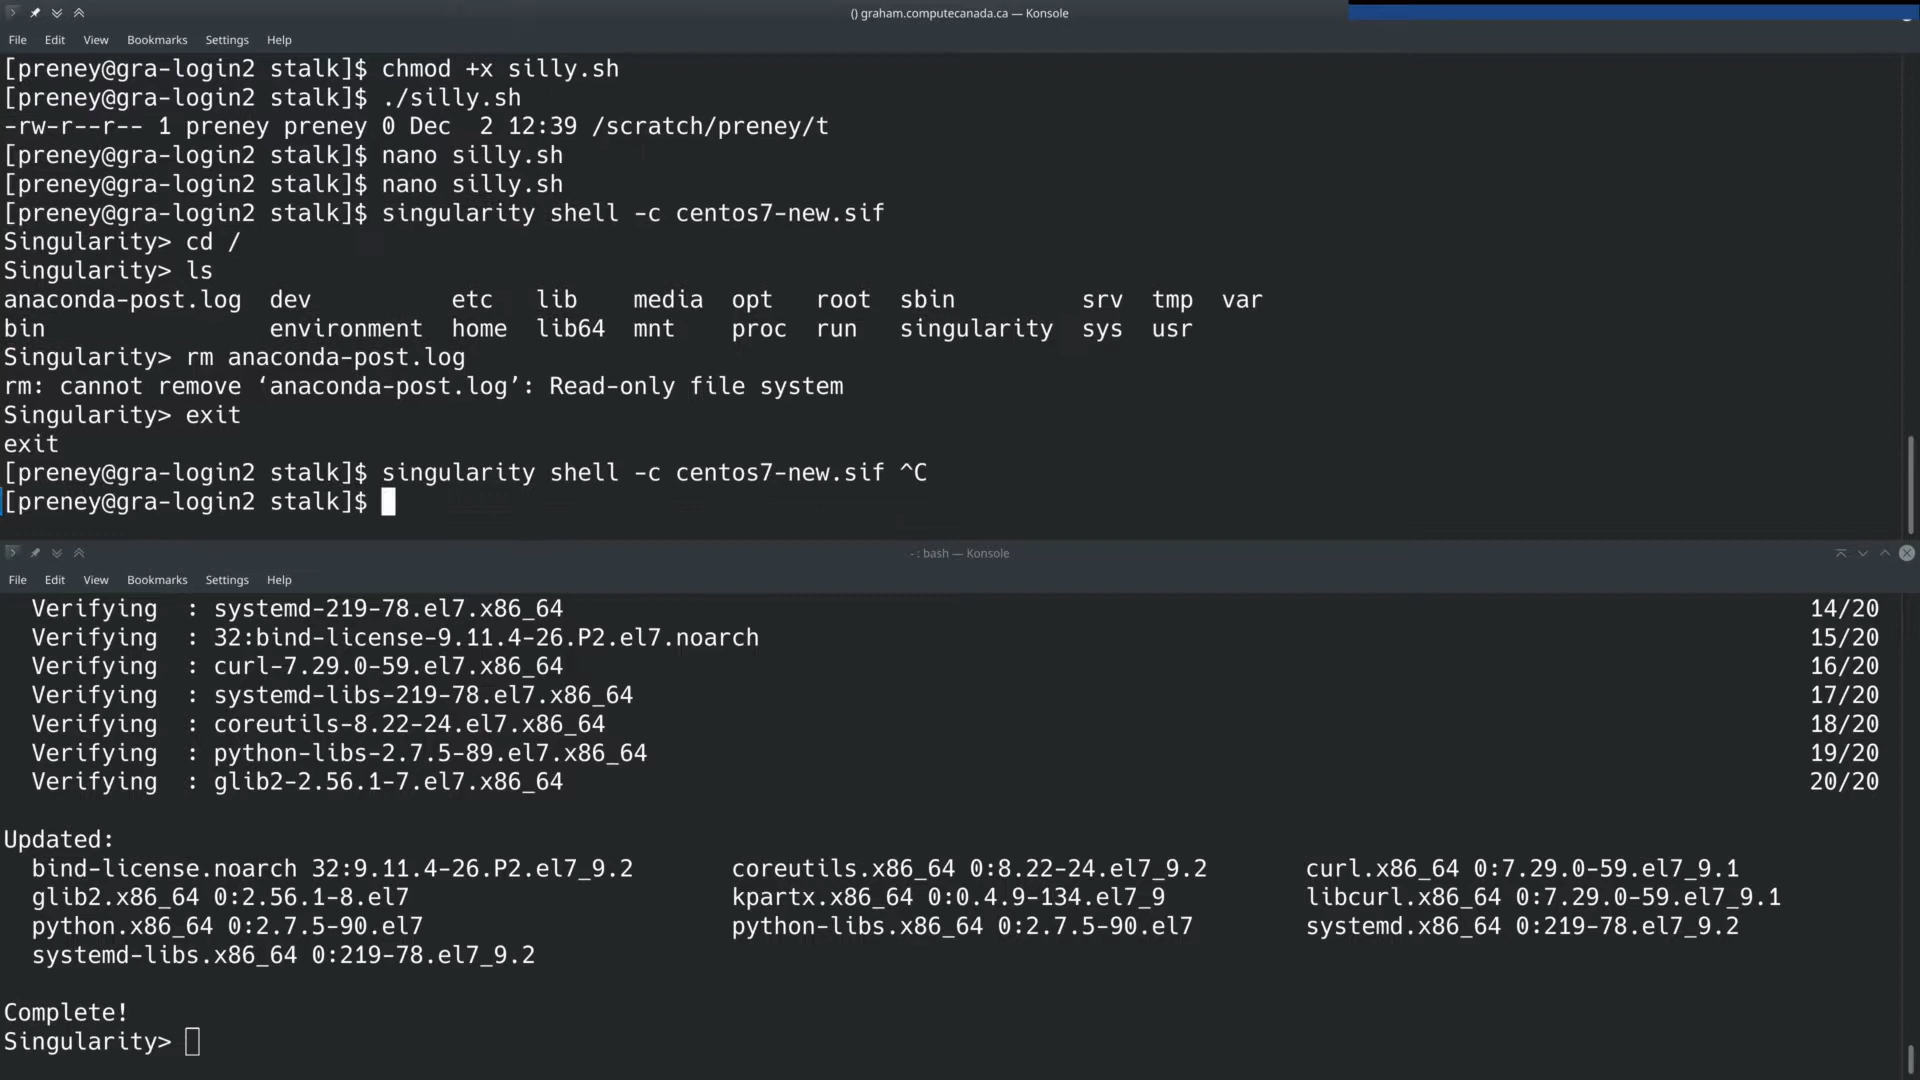 () graham.computecanada.ca — Konsole
File Edit View Bookmarks Settings Help
[preney@gra-login2 stalk]$ chmod +x silly.sh
[preney@gra-login2 stalk]$ ./silly.sh
-rw-r--r-- 1 preney preney 0 Dec  2 12:39 /scratch/preney/t
[preney@gra-login2 stalk]$ nano silly.sh
[preney@gra-login2 stalk]$ nano silly.sh
[preney@gra-login2 stalk]$ singularity shell -c centos7-new.sif
Singularity> cd /
Singularity> ls
anaconda-post.log  dev          etc   lib    media  opt   root  sbin         srv  tmp  var
bin                environment  home  lib64  mnt    proc  run   singularity  sys  usr
Singularity> rm anaconda-post.log
rm: cannot remove ‘anaconda-post.log’: Read-only file system
Singularity> exit
exit
[preney@gra-login2 stalk]$ singularity shell -c centos7-new.sif ^C
[preney@gra-login2 stalk]$
- : bash — Konsole
File Edit View Bookmarks Settings Help
Verifying  : systemd-219-78.el7.x86_64 14/20
Verifying  : 32:bind-license-9.11.4-26.P2.el7.noarch 15/20
Verifying  : curl-7.29.0-59.el7.x86_64 16/20
Verifying  : systemd-libs-219-78.el7.x86_64 17/20
Verifying  : coreutils-8.22-24.el7.x86_64 18/20
Verifying  : python-libs-2.7.5-89.el7.x86_64 19/20
Verifying  : glib2-2.56.1-7.el7.x86_64 20/20
Updated:
bind-license.noarch 32:9.11.4-26.P2.el7_9.2 coreutils.x86_64 0:8.22-24.el7_9.2 curl.x86_64 0:7.29.0-59.el7_9.1
glib2.x86_64 0:2.56.1-8.el7 kpartx.x86_64 0:0.4.9-134.el7_9 libcurl.x86_64 0:7.29.0-59.el7_9.1
python.x86_64 0:2.7.5-90.el7 python-libs.x86_64 0:2.7.5-90.el7 systemd.x86_64 0:219-78.el7_9.2
systemd-libs.x86_64 0:219-78.el7_9.2
Complete!
Singularity>